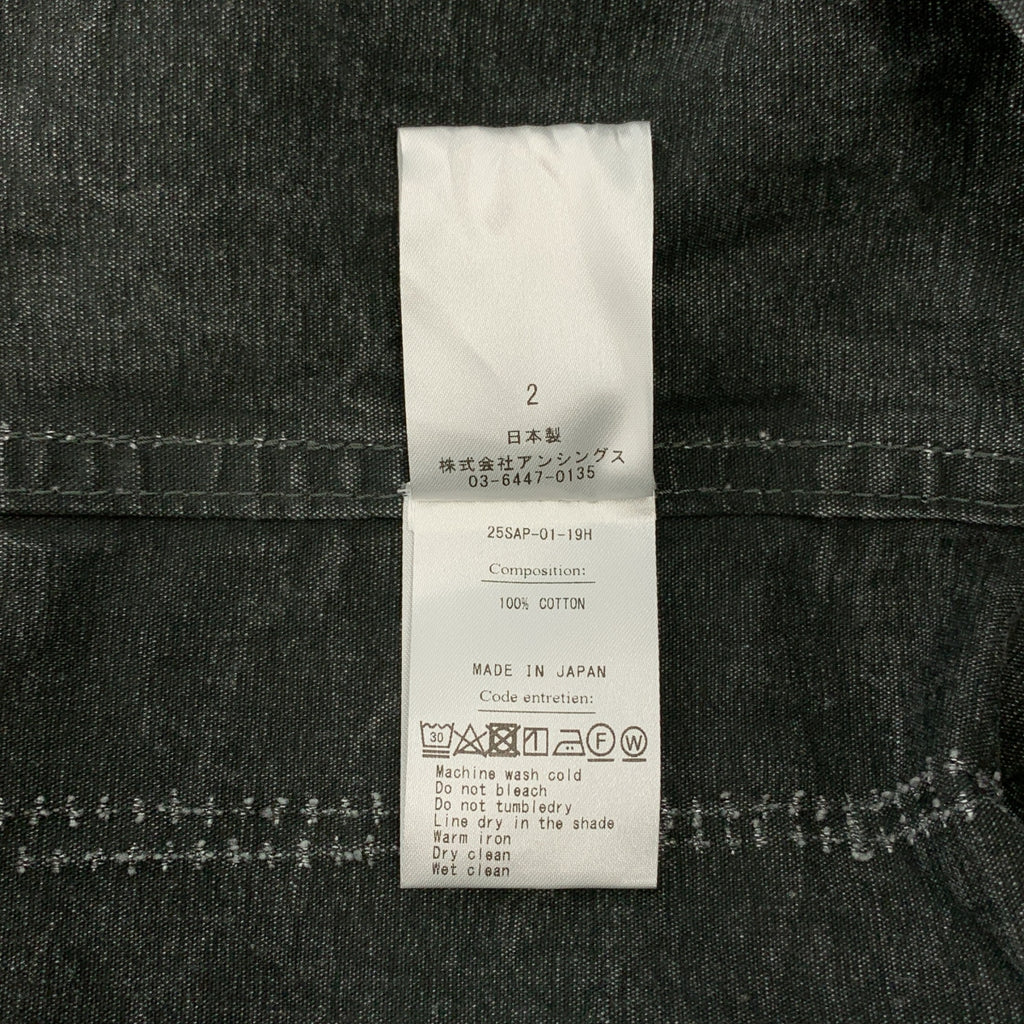 2
日本製
株式会社アンシングス
03-6447-0135
25SAP-01-19H
Composition:
100% COTTON
MADE IN JAPAN
Code entretien:
30 F W
Machine wash cold
Do not bleach
Do not tumbledry
Line dry in the shade
Warm iron
Dry clean
Wet clean